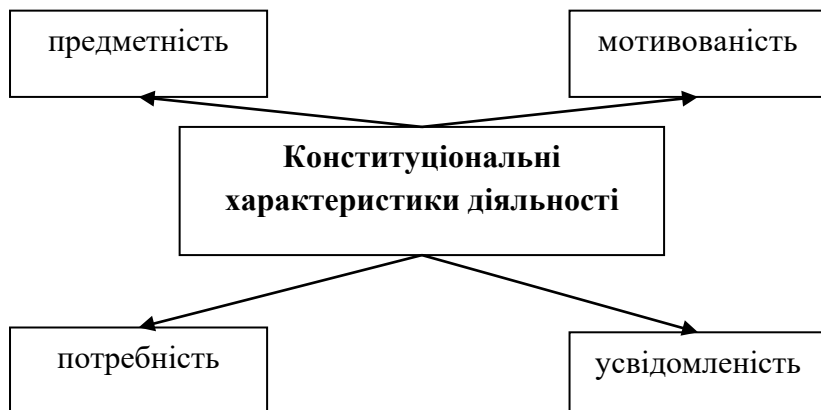 предметність
мотивованість
Конституціональні
характеристики діяльності
потребність
усвідомленість